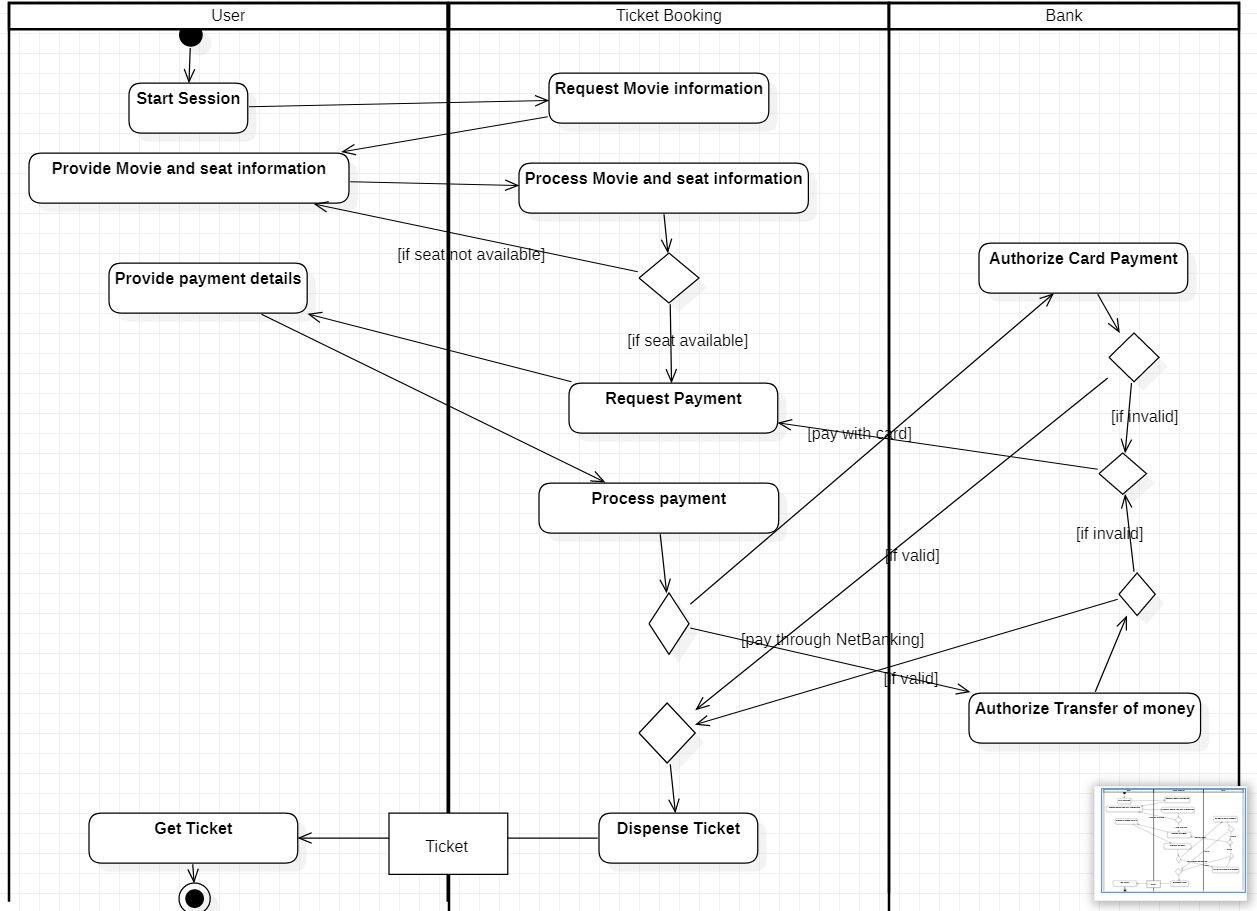 User
Ticket Booking
Bank
Start Session
Request Movie information
Provide Movie and seat information
Process Movie and seat information
[if seat not available]
Authorize Card Payment
Provide payment details
[if seat available]
Request Payment
[if invalid]
[pay with card]
Process payment
[if invalid]
[if valid]
[pay through NetBanking]
[if valid]
Authorize Transfer of money
Get Ticket
Ticket
Dispense Ticket